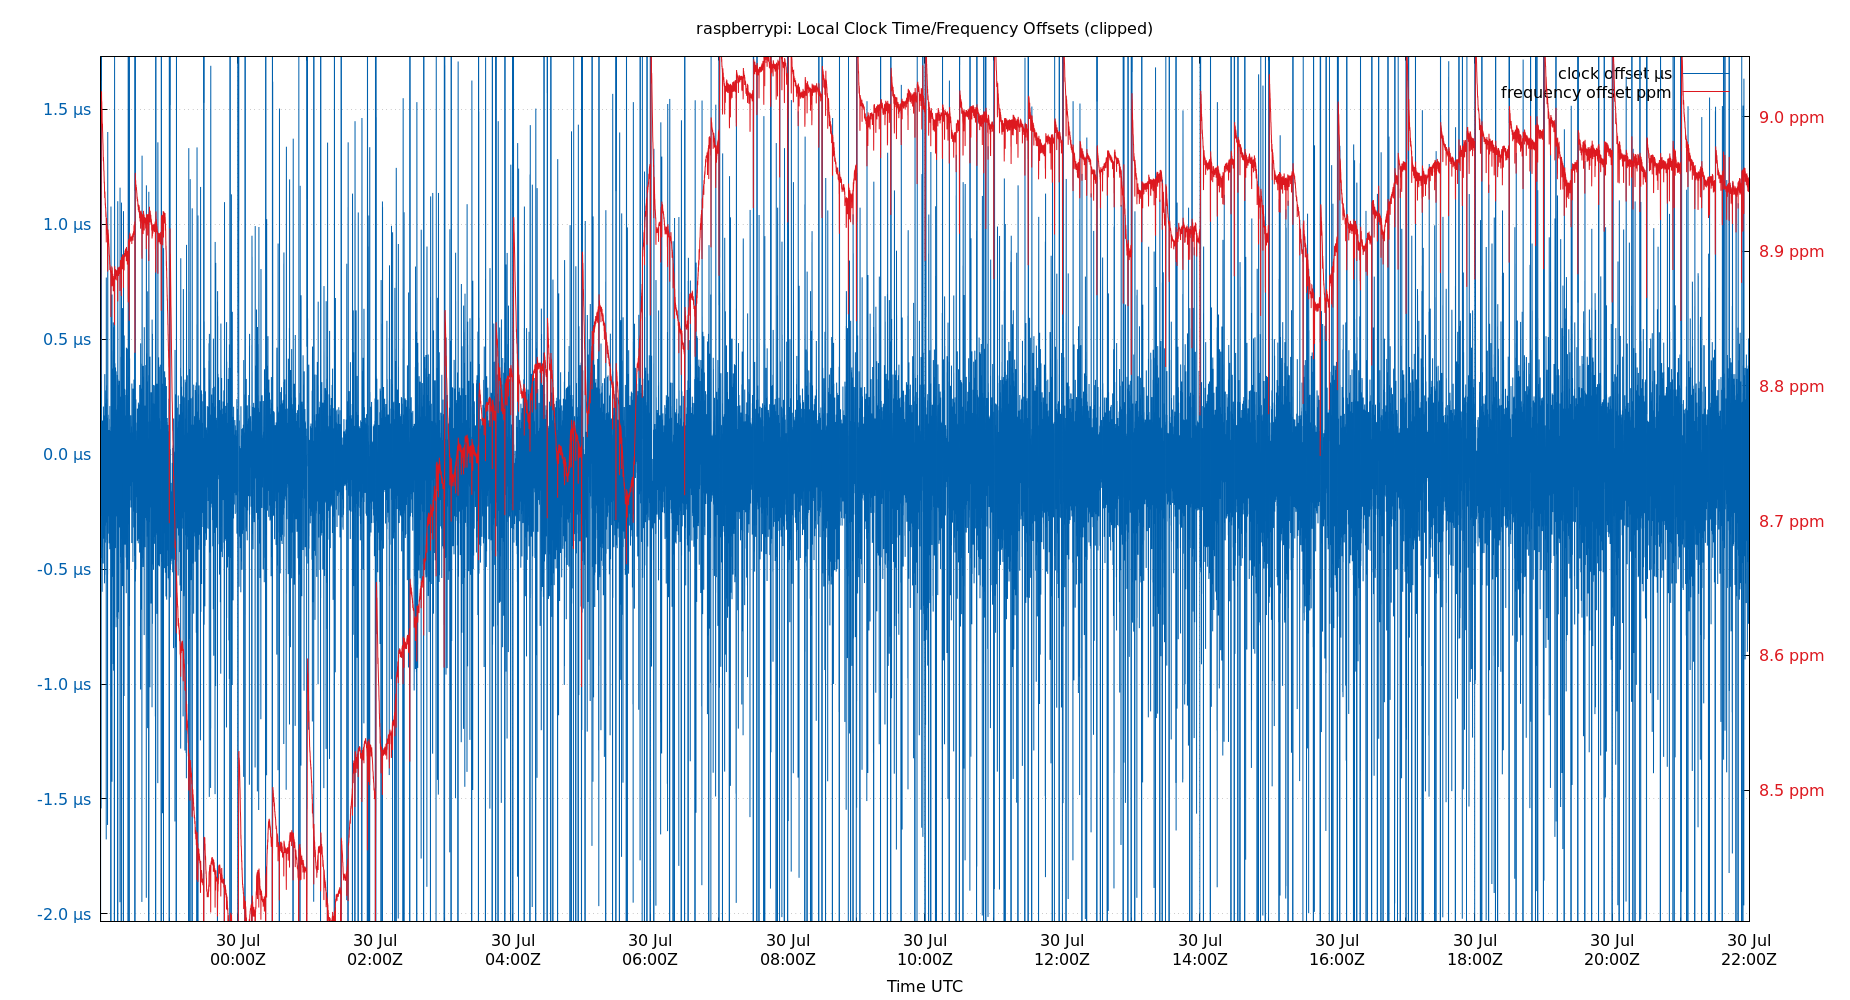 raspberrypi: Local Clock Time/Frequency Offsets (clipped)
clock offset µs
frequency offset ppm
1.5 µs
1.0 µs
0.5 µs
0.0 µs
-0.5 µs
-1.0 µs
-1.5 µs
-2.0 µs
9.0 ppm
8.9 ppm
8.8 ppm
8.7 ppm
8.6 ppm
8.5 ppm
30 Jul
00:00Z
30 Jul
02:00Z
30 Jul
04:00Z
30 Jul
06:00Z
30 Jul
08:00Z
30 Jul
10:00Z
30 Jul
12:00Z
30 Jul
14:00Z
30 Jul
16:00Z
30 Jul
18:00Z
30 Jul
20:00Z
30 Jul
22:00Z
Time UTC